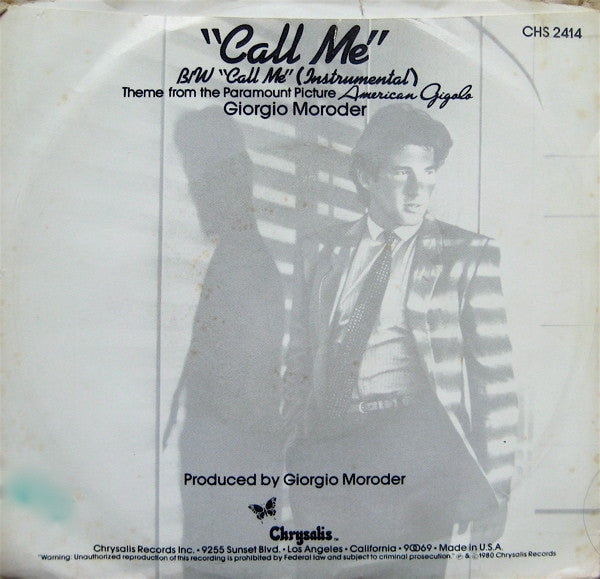 CHS 2414
"Call Me"
B/W "Call Me" (Instrumental)
Theme from the Paramount Picture American Gigolo
Giorgio Moroder
Produced by Giorgio Moroder
Chrysalis TM
Chrysalis Records Inc. • 9255 Sunset Blvd. • Los Angeles • California • 90069 • Made in U.S.A.
"Warning: Unauthorized reproduction of this recording is prohibited by Federal law and subject to criminal prosecution." ℗ & © 1980 Chrysalis Records